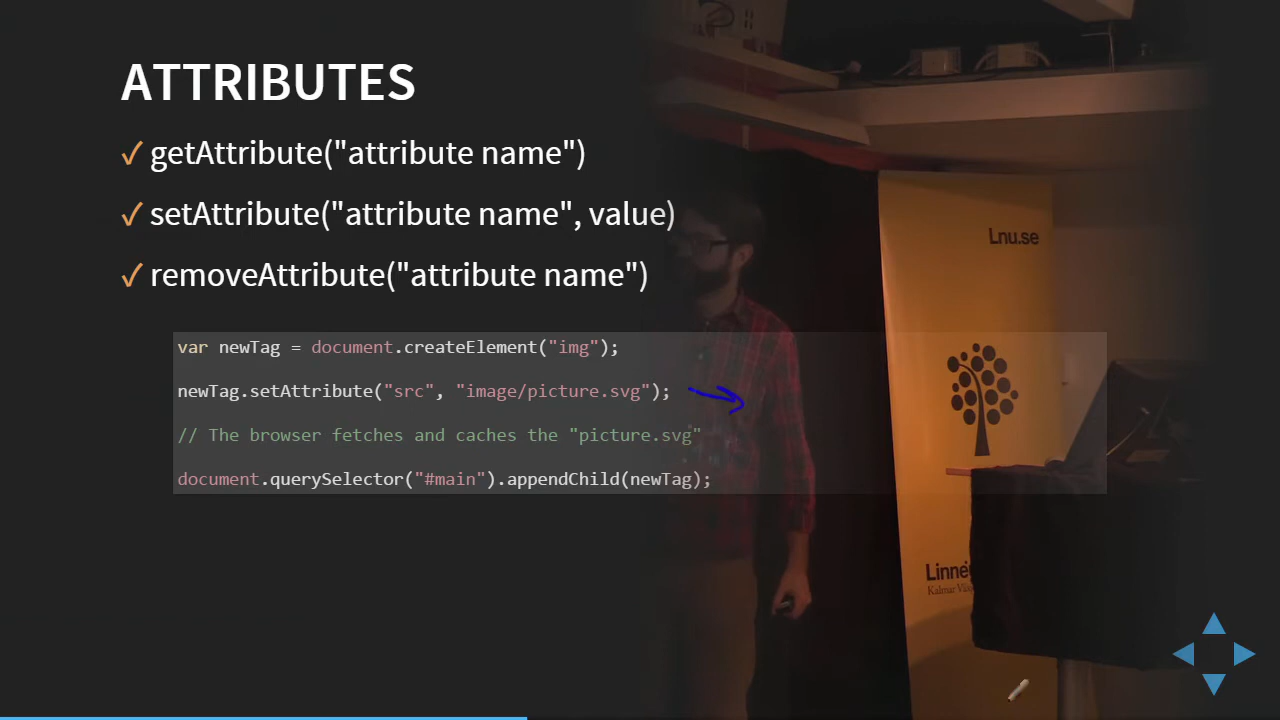 ATTRIBUTES
✓ getAttribute("attribute name")
✓ setAttribute("attribute name", value)
✓ removeAttribute("attribute name")
var newTag = document.createElement("img");
newTag.setAttribute("src", "image/picture.svg");
// The browser fetches and caches the "picture.svg"
document.querySelector("#main").appendChild(newTag);
Lnu.se
Kalmar